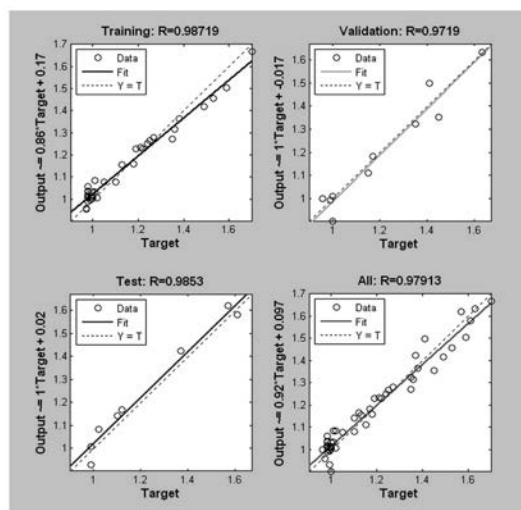 Training: R=0.98719
Output ~= 0.86*Target + 0.17
Data
Fit
Y = T
1.7
1.6
1.5
1.4
1.3
1.2
1.1
1
1 1.2 1.4 1.6
Target
Validation: R=0.9719
Output ~= 1*Target + -0.017
Data
Fit
Y = T
1.6
1.5
1.4
1.3
1.2
1.1
1
0.9
1 1.2 1.4 1.6
Target
Test: R=0.9853
Output ~= 1*Target + 0.02
Data
Fit
Y = T
1.6
1.5
1.4
1.3
1.2
1.1
1
1 1.2 1.4 1.6
Target
All: R=0.97913
Output ~= 0.92*Target + 0.097
Data
Fit
Y = T
1.6
1.5
1.4
1.3
1.2
1.1
1
0.9
1 1.2 1.4 1.6
Target